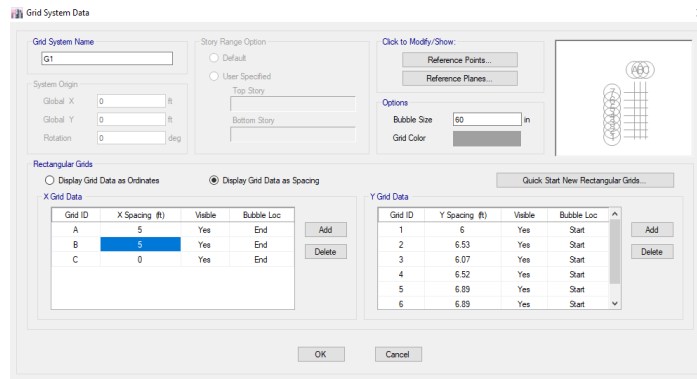 Grid System Data
Grid System Name
G1
System Origin
Global X 0 ft
Global Y 0 ft
Rotation 0 deg
Story Range Option
Default
User Specified
Top Story
Bottom Story
Click to Modify/Show:
Reference Points...
Reference Planes...
Options
Bubble Size 60 in
Grid Color
Rectangular Grids
Display Grid Data as Ordinates
Display Grid Data as Spacing
Quick Start New Rectangular Grids...
X Grid Data
Grid ID X Spacing (ft) Visible Bubble Loc
A 5 Yes End
B 5 Yes End
C 0 Yes End
Add
Delete
Y Grid Data
Grid ID Y Spacing (ft) Visible Bubble Loc
1 6 Yes Start
2 6.53 Yes Start
3 6.07 Yes Start
4 6.52 Yes Start
5 6.89 Yes Start
6 6.89 Yes Start
Add
Delete
OK
Cancel